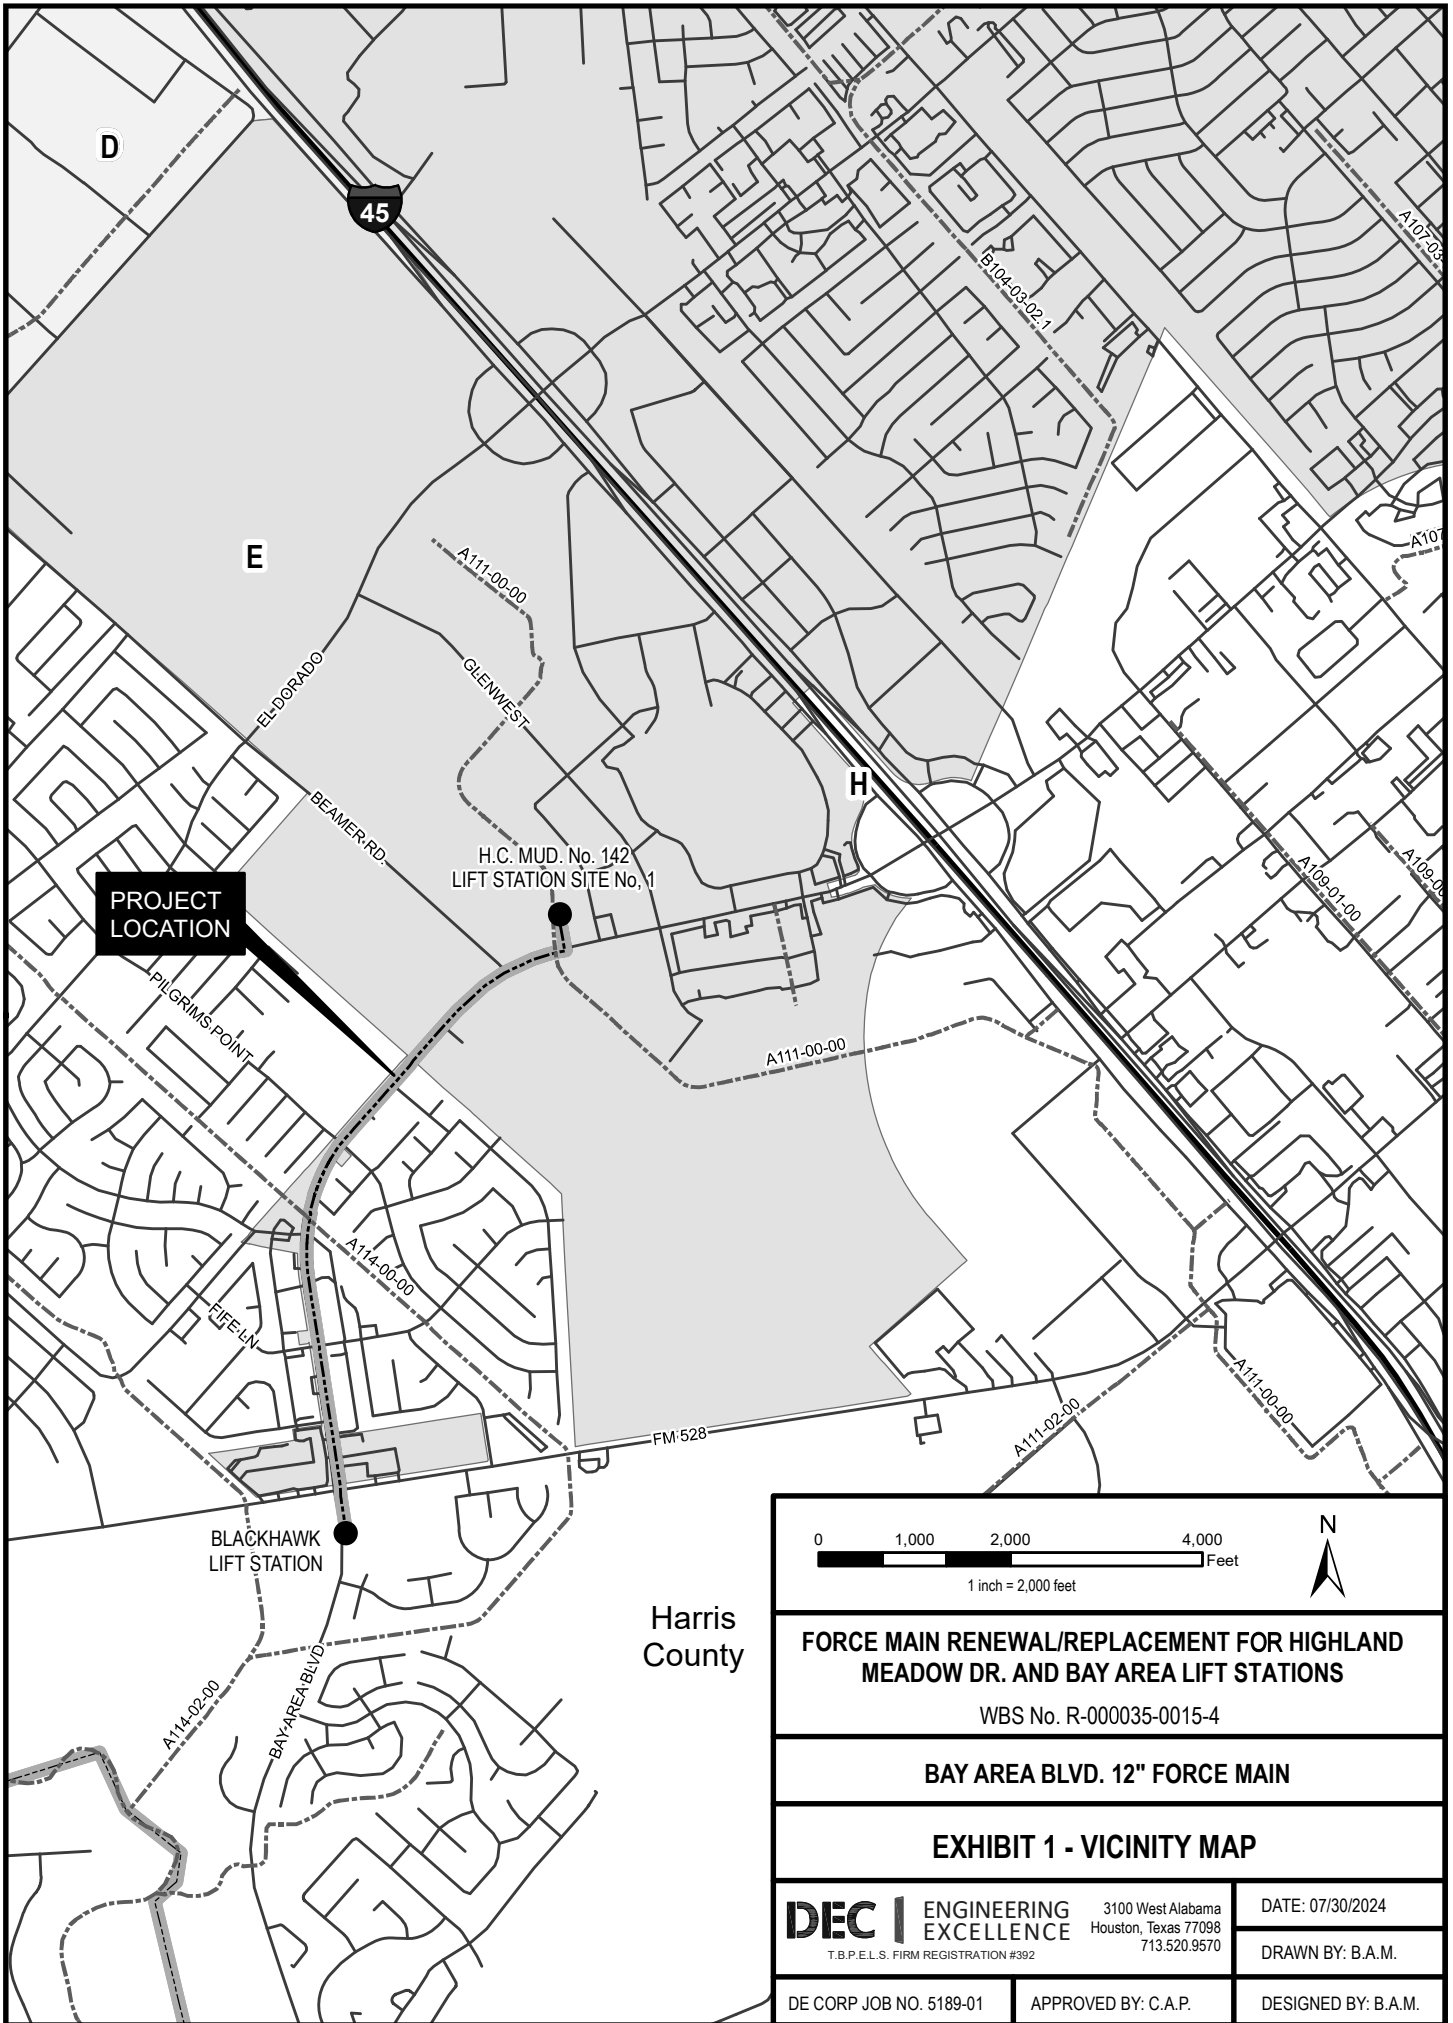 D
45
A107-03-
B104-03-02.1
E
A111-00-00
A107
GLENWEST
EL DORADO
H
BEAMER RD.
H.C. MUD. No. 142
LIFT STATION SITE No, 1
A109-01-00
PROJECT
LOCATION
PILGRIMS POINT
A111-00-00
A114-00-00
FIFE LN
A111-00-00
A111-02-00
FM 528
BLACKHAWK
LIFT STATION
Harris
County
BAY AREA BLVD
A114-02-00
0 1,000 2,000 4,000
Feet
1 inch = 2,000 feet
N
FORCE MAIN RENEWAL/REPLACEMENT FOR HIGHLAND
MEADOW DR. AND BAY AREA LIFT STATIONS
WBS No. R-000035-0015-4
BAY AREA BLVD. 12" FORCE MAIN
EXHIBIT 1 - VICINITY MAP
DEC ENGINEERING
EXCELLENCE
T.B.P.E.L.S. FIRM REGISTRATION #392
3100 West Alabama
Houston, Texas 77098
713.520.9570
DATE: 07/30/2024
DRAWN BY: B.A.M.
DE CORP JOB NO. 5189-01
APPROVED BY: C.A.P.
DESIGNED BY: B.A.M.